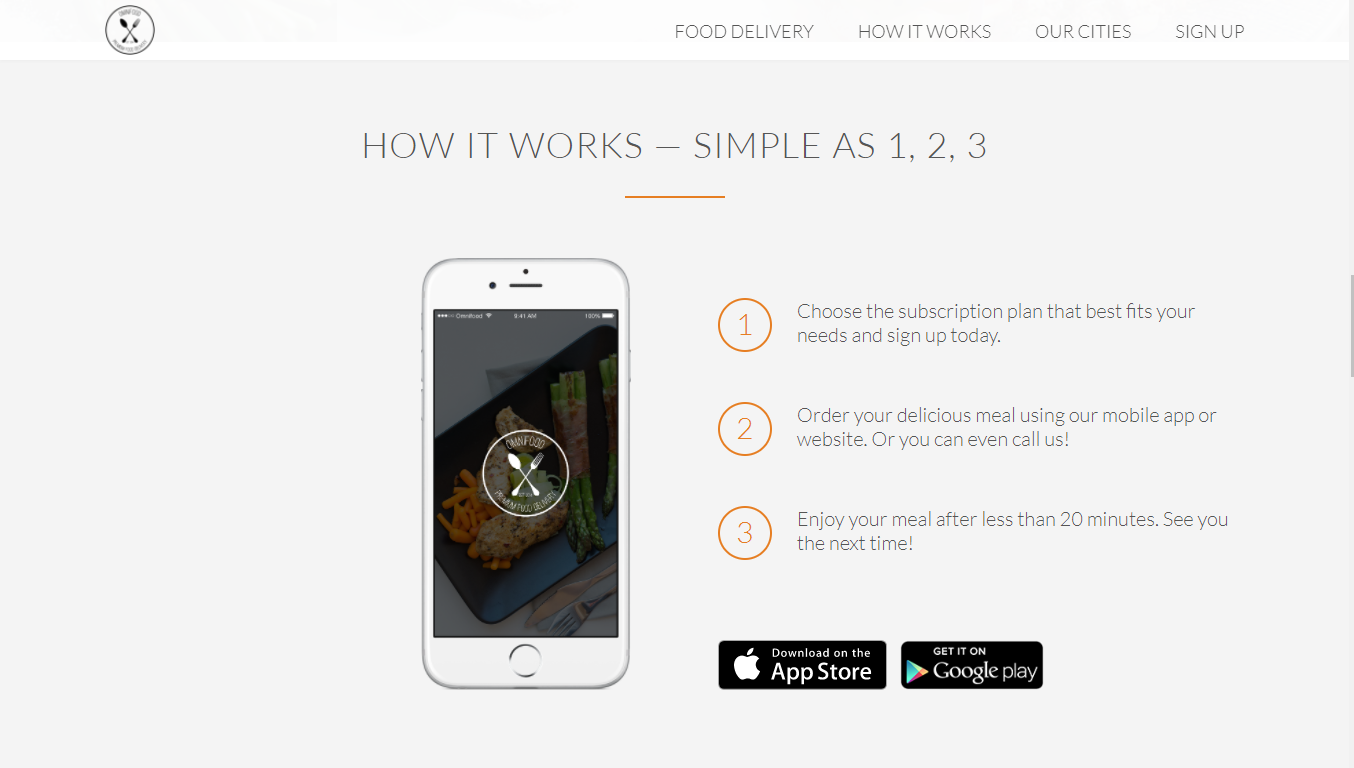 OMNIFOOD
PREMIUM FOOD DELIVERY
FOOD DELIVERY
HOW IT WORKS
OUR CITIES
SIGN UP
HOW IT WORKS — SIMPLE AS 1, 2, 3
Omnifood
9:41 AM
100%
OMNIFOOD
PREMIUM FOOD DELIVERY
1
Choose the subscription plan that best fits your
needs and sign up today.
2
Order your delicious meal using our mobile app or
website. Or you can even call us!
3
Enjoy your meal after less than 20 minutes. See you
the next time!
Download on the
App Store
GET IT ON
Google play